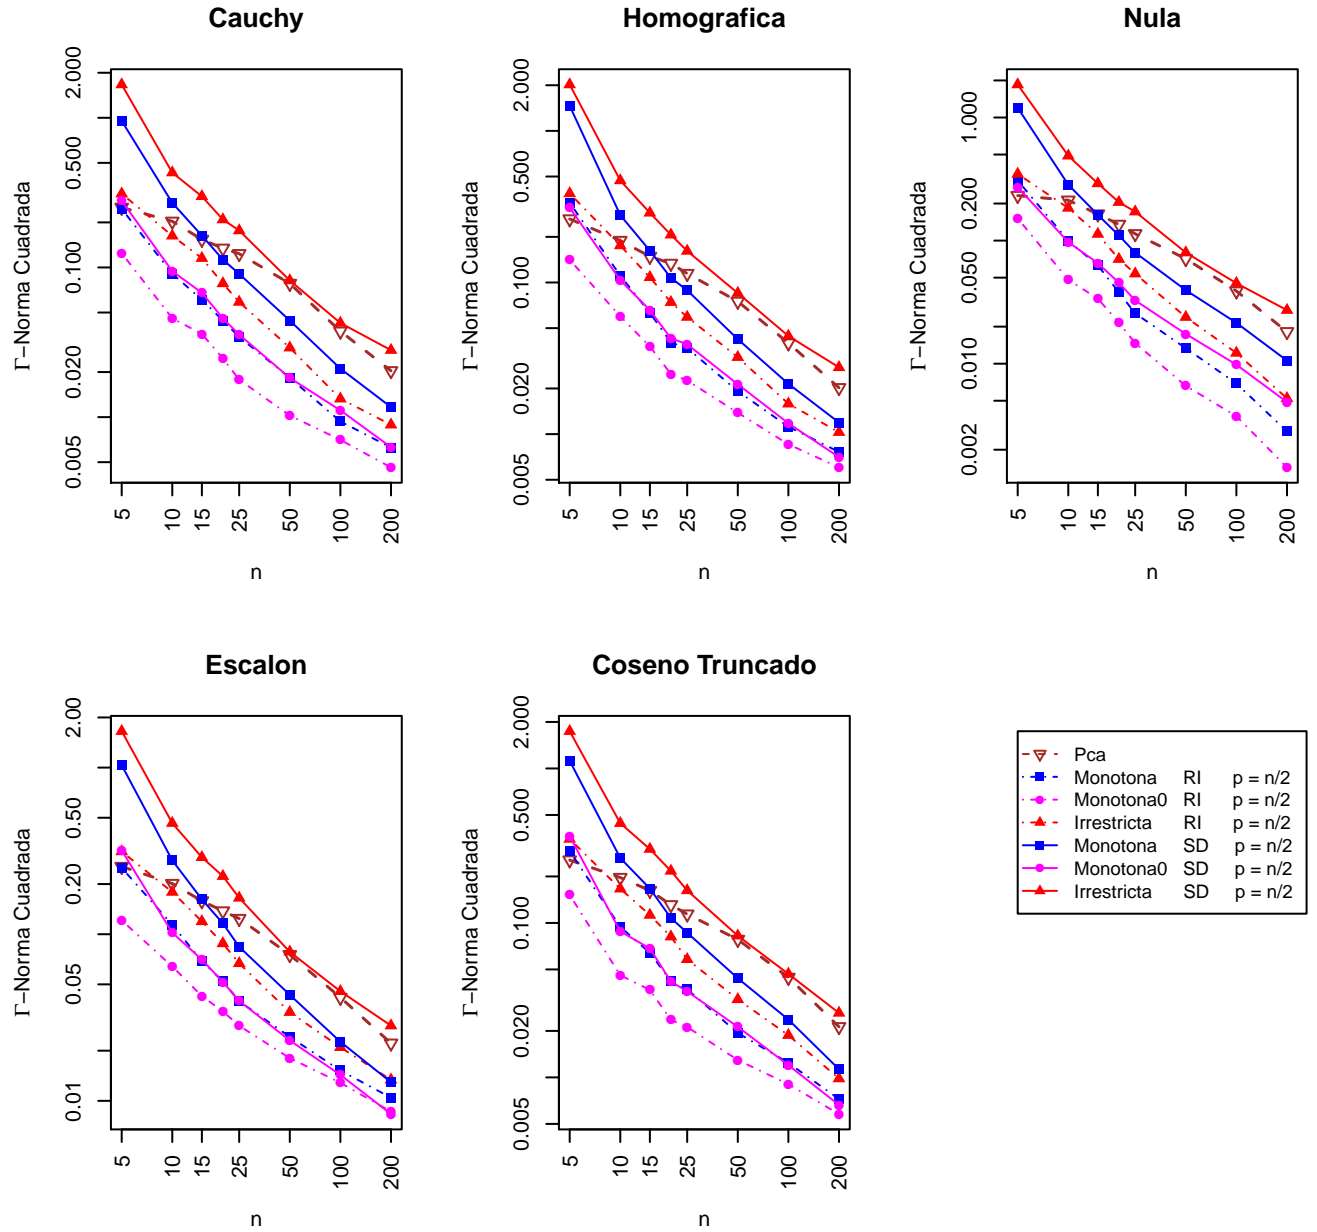 Cauchy
Γ−Norma Cuadrada
2.000
0.500
0.100
0.020
0.005
5 10 15 25 50 100 200
n
Homografica
Γ−Norma Cuadrada
2.000
0.500
0.100
0.020
0.005
5 10 15 25 50 100 200
n
Nula
Γ−Norma Cuadrada
1.000
0.200
0.050
0.010
0.002
5 10 15 25 50 100 200
n
Escalon
Γ−Norma Cuadrada
2.00
0.50
0.20
0.05
0.01
5 10 15 25 50 100 200
n
Coseno Truncado
Γ−Norma Cuadrada
2.000
0.500
0.100
0.020
0.005
5 10 15 25 50 100 200
n
Pca
Monotona RI p = n/2
Monotona0 RI p = n/2
Irrestricta RI p = n/2
Monotona SD p = n/2
Monotona0 SD p = n/2
Irrestricta SD p = n/2